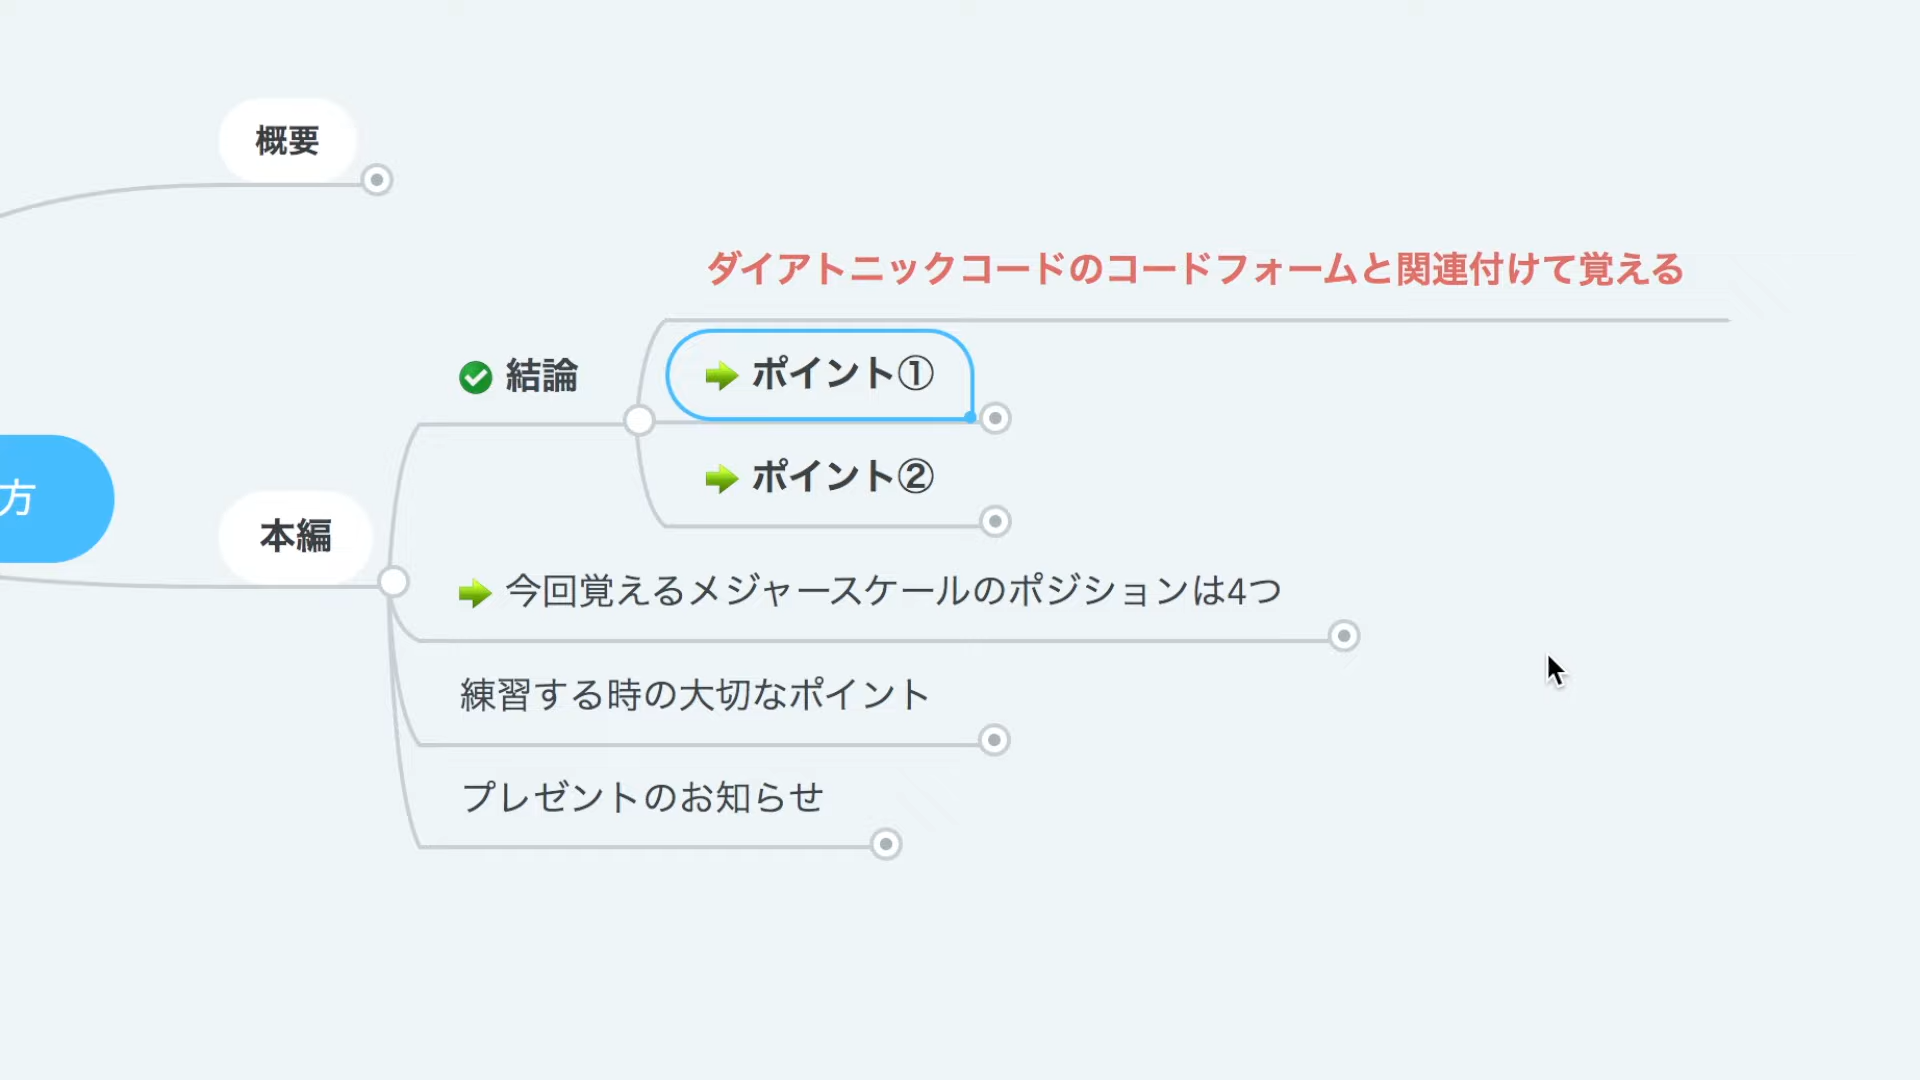 概要
ダイアトニックコードのコードフォームと関連付けて覚える
結論
ポイント①
ポイント②
方
本編
今回覚えるメジャースケールのポジションは4つ
練習する時の大切なポイント
プレゼントのお知らせ